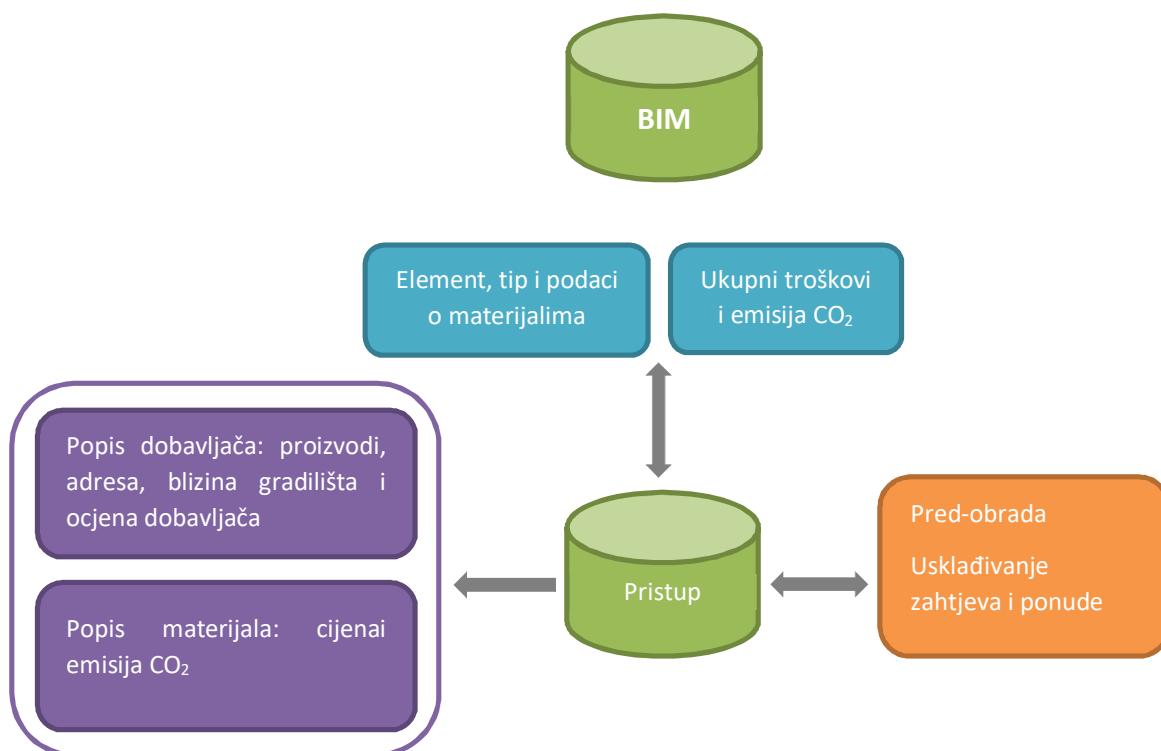 BIM
Element, tip i podaci
o materijalima
Ukupni troškovi
i emisija CO₂
Popis dobavljača: proizvodi,
adresa, blizina gradilišta i
ocjena dobavljača
Popis materijala: cijenai
emisija CO₂
Pristup
Pred-obrada
Usklađivanje
zahtjeva i ponude